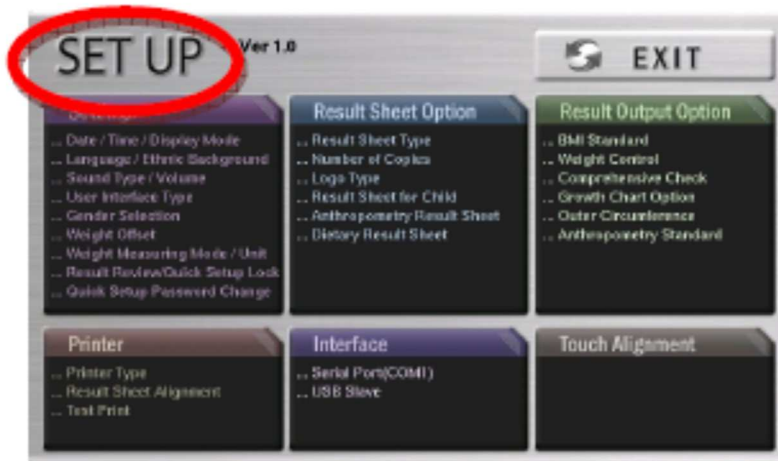 SET UP Ver 1.0
EXIT
Date / Time / Display Mode
Language / Ethnic Background
Sound Type / Volume
User Interface Type
Gender Selection
Weight Offset
Weight Measuring Mode / Unit
Result Review/Quick Setup Lock
Quick Setup Password Change
Result Sheet Option
Result Sheet Type
Number of Copies
Logo Type
Result Sheet for Child
Anthropometry Result Sheet
Dietary Result Sheet
Result Output Option
BMI Standard
Weight Control
Comprehensive Check
Growth Chart Option
Outer Circumference
Anthropometry Standard
Printer
Printer Type
Result Sheet Alignment
Test Print
Interface
Serial Port(COM1)
USB Slave
Touch Alignment